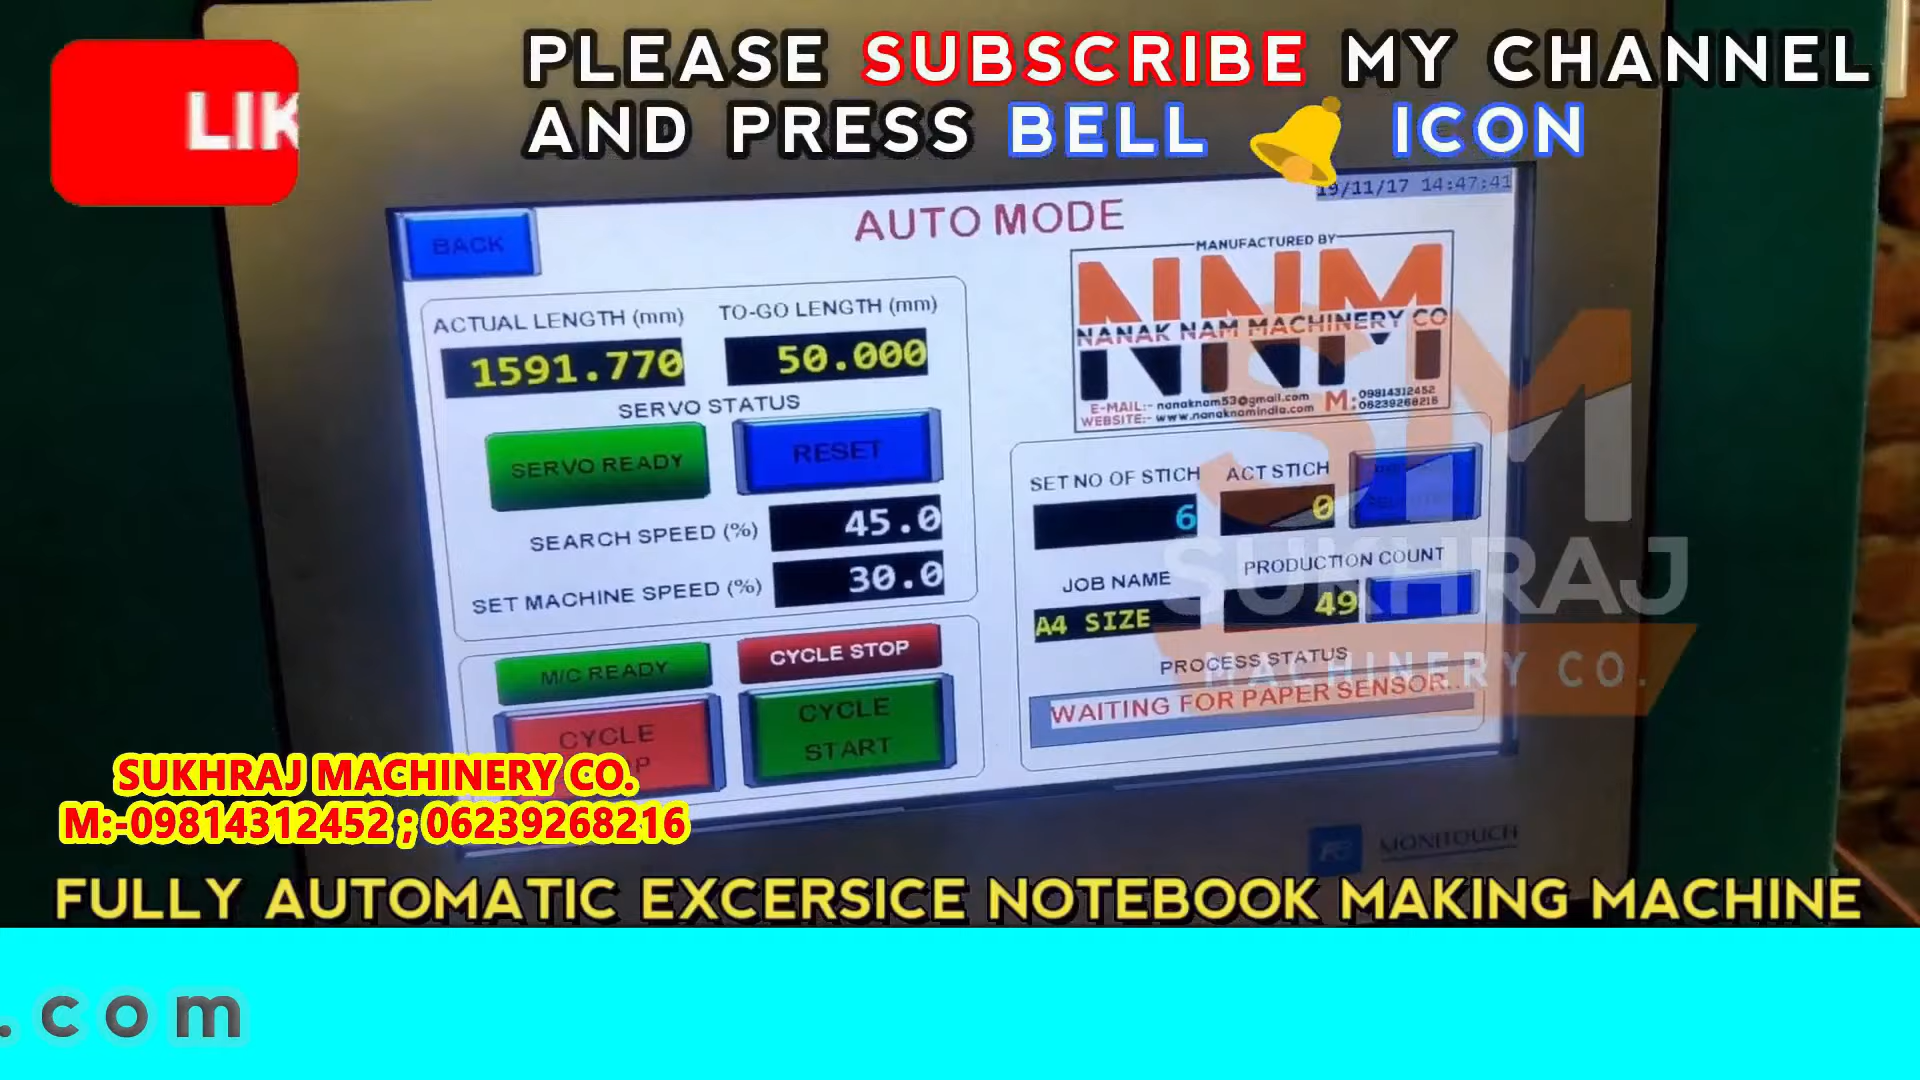 LIK
PLEASE SUBSCRIBE MY CHANNEL
AND PRESS BELL ICON
19/11/17 14:47:41
BACK
AUTO MODE
MANUFACTURED BY
NNM
NANAK NAM MACHINERY CO
E-MAIL:- nanaknam53@gmail.com
WEBSITE:- www.nanaknamindia.com
M: 09814312452
06239268216
ACTUAL LENGTH (mm)
TO-GO LENGTH (mm)
1591.770
50.000
SERVO STATUS
SERVO READY
RESET
SEARCH SPEED (%)
45.0
SET MACHINE SPEED (%)
30.0
SET NO OF STICH
ACT STICH
6
0
JOB NAME
PRODUCTION COUNT
A4 SIZE
49
PROCESS STATUS
WAITING FOR PAPER SENSOR..
M/C READY
CYCLE STOP
CYCLE
CYCLE
START
SM
SUKHRAJ
MACHINERY CO.
MONITOUCH
SUKHRAJ MACHINERY CO.
M:-09814312452 ; 06239268216
FULLY AUTOMATIC EXCERSICE NOTEBOOK MAKING MACHINE
.com